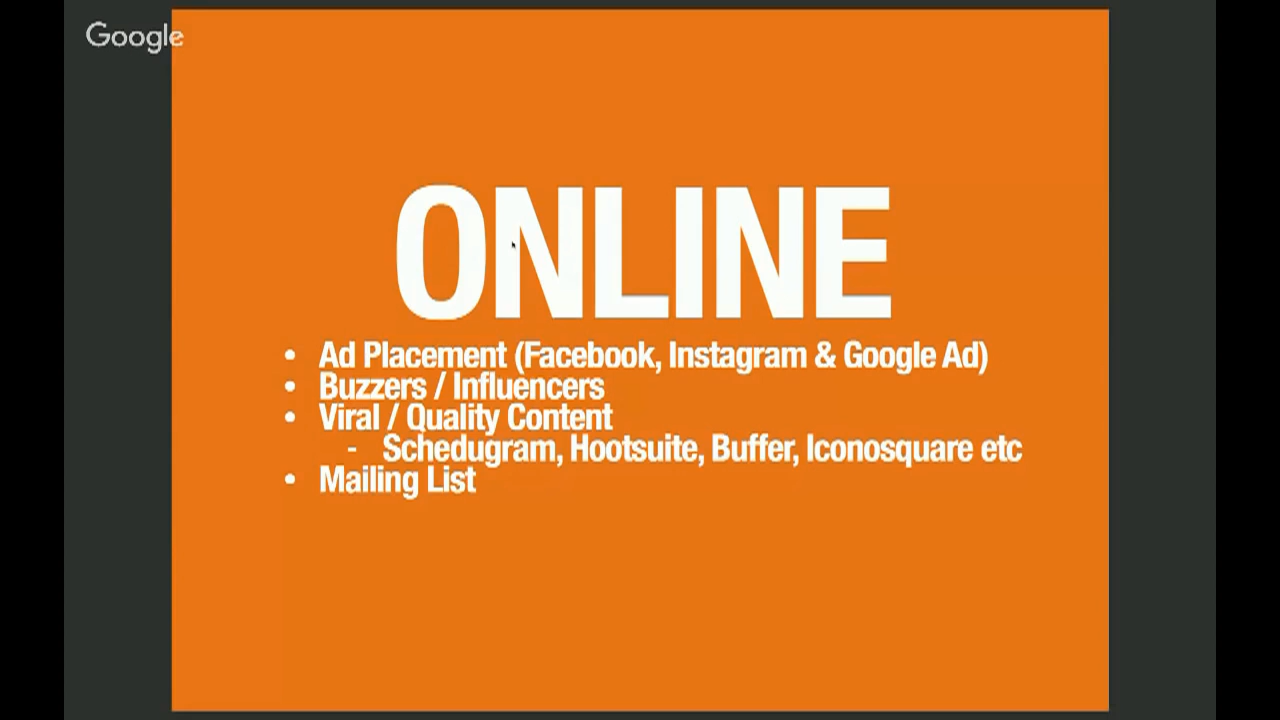 Google
ONLINE
• Ad Placement (Facebook, Instagram & Google Ad)
• Buzzers / Influencers
• Viral / Quality Content
- Schedugram, Hootsuite, Buffer, Iconosquare etc
• Mailing List